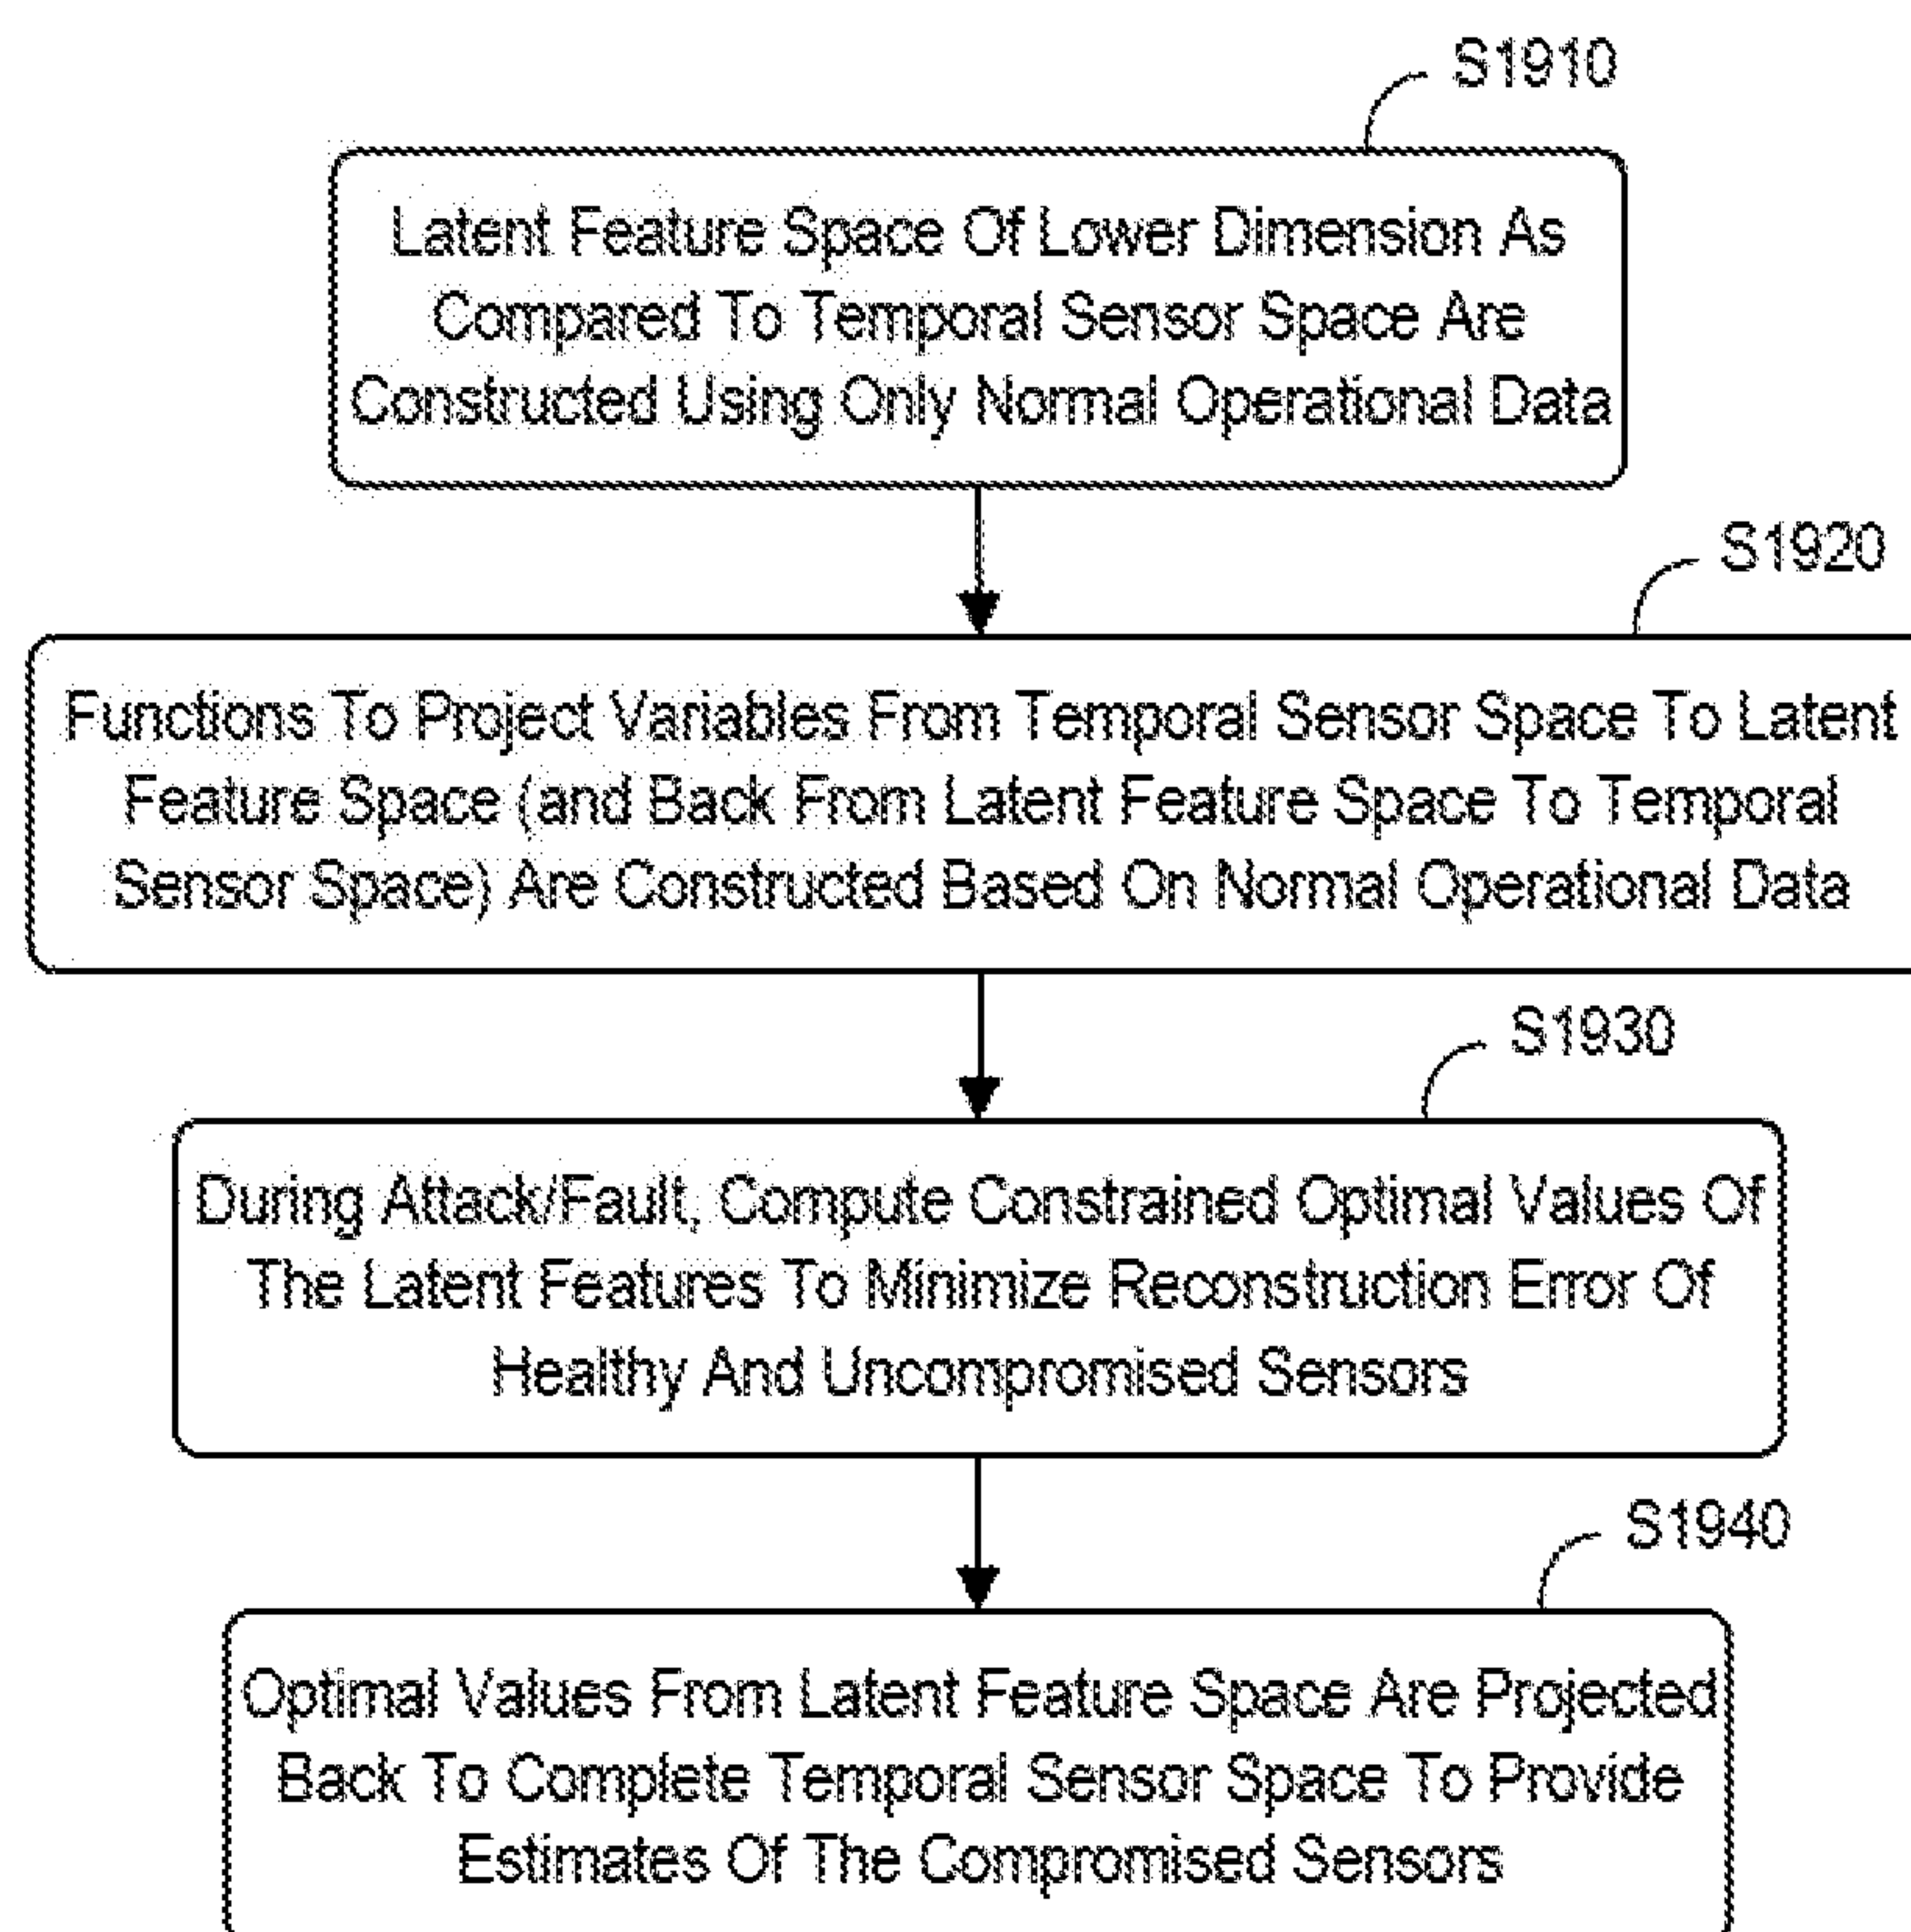 S1910
Latent Feature Space Of Lower Dimension As
Compared To Temporal Sensor Space Are
Constructed Using Only Normal Operational Data
S1920
Functions To Project Variables From Temporal Sensor Space To Latent
Feature Space (and Back From Latent Feature Space To Temporal
Sensor Space) Are Constructed Based On Normal Operational Data
S1930
During Attack/Fault, Compute Constrained Optimal Values Of
The Latent Features To Minimize Reconstruction Error Of
Healthy And Uncompromised Sensors
S1940
Optimal Values From Latent Feature Space Are Projected
Back To Complete Temporal Sensor Space To Provide
Estimates Of The Compromised Sensors